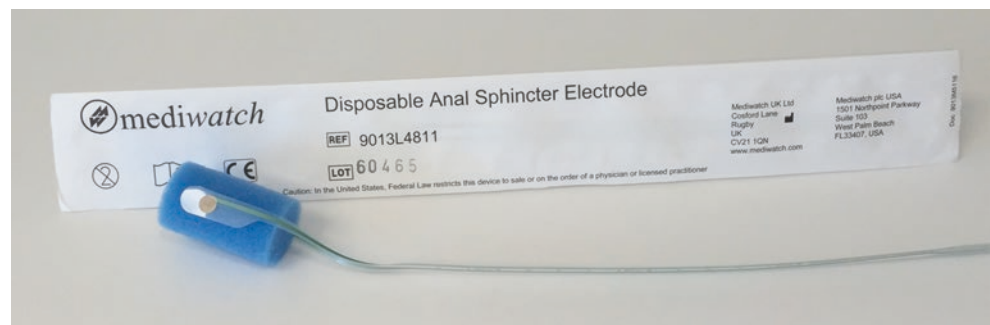 mediwatch
Disposable Anal Sphincter Electrode
REF 9013L4811
LOT 60465
CE
Caution: In the United States, Federal Law restricts this device to sale or on the order of a physician or licensed practitioner
Mediwatch UK Ltd
Cosford Lane
Rugby
UK
CV21 1QN
www.mediwatch.com
Mediwatch plc USA
1501 Northpoint Parkway
Suite 103
West Palm Beach
FL33407, USA